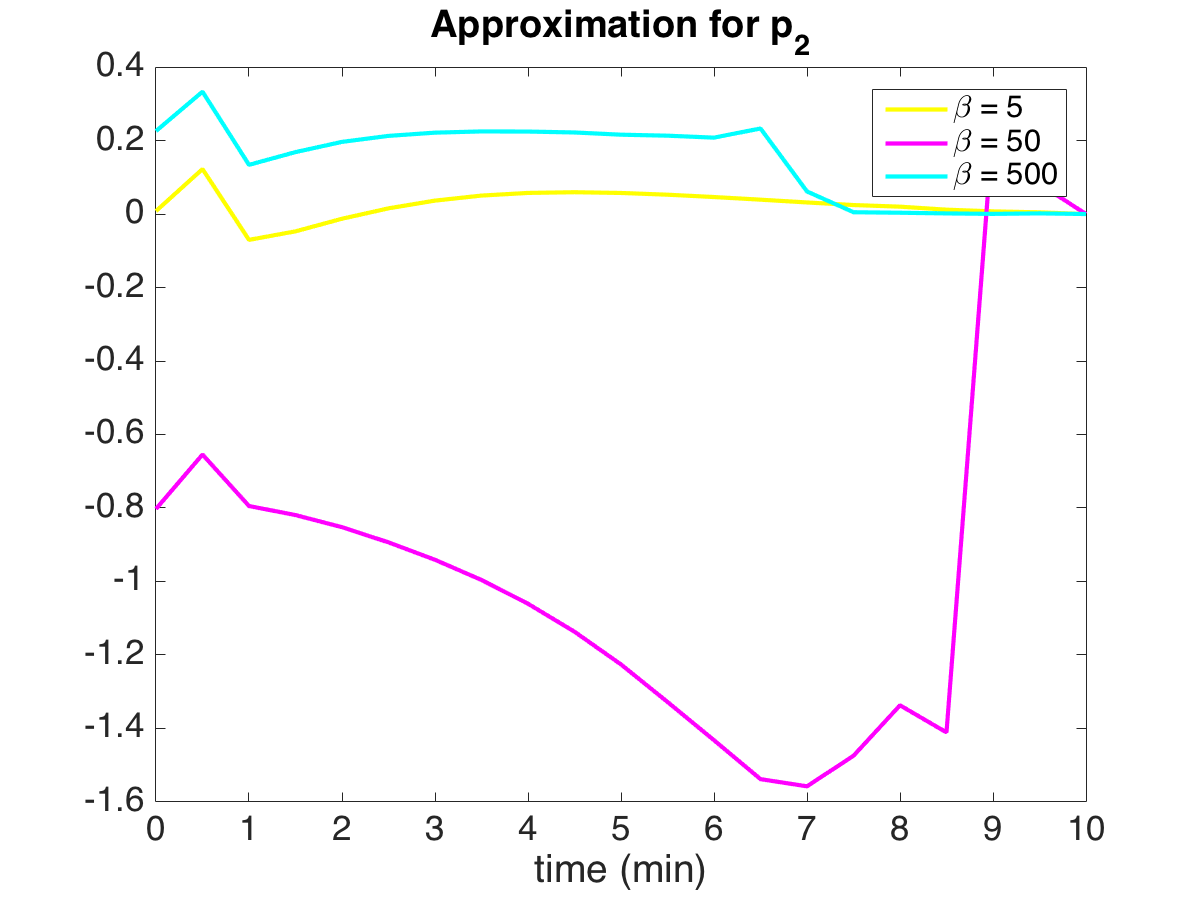 Approximation for p₂
0.4
0.2
0
-0.2
-0.4
-0.6
-0.8
-1
-1.2
-1.4
-1.6
β = 5
β = 50
β = 500
0 1 2 3 4 5 6 7 8 9 10
time (min)